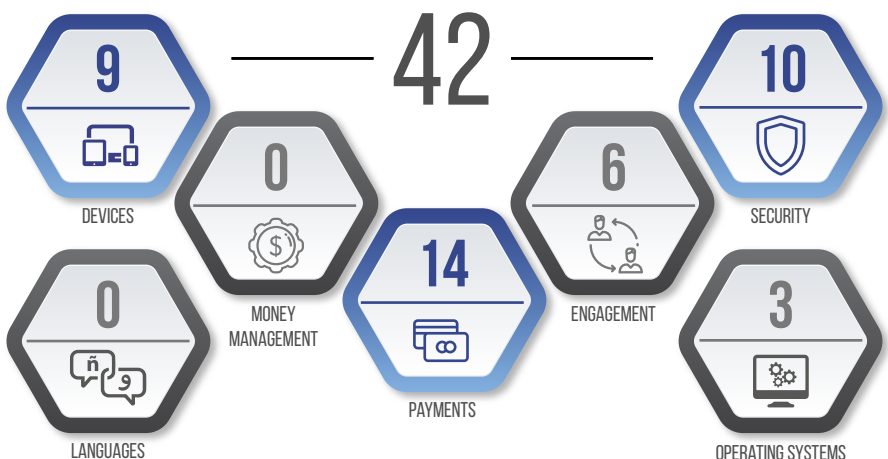 42
9
DEVICES
0
MONEY
MANAGEMENT
14
PAYMENTS
6
ENGAGEMENT
10
SECURITY
0
ñ
و
LANGUAGES
3
OPERATING SYSTEMS
$